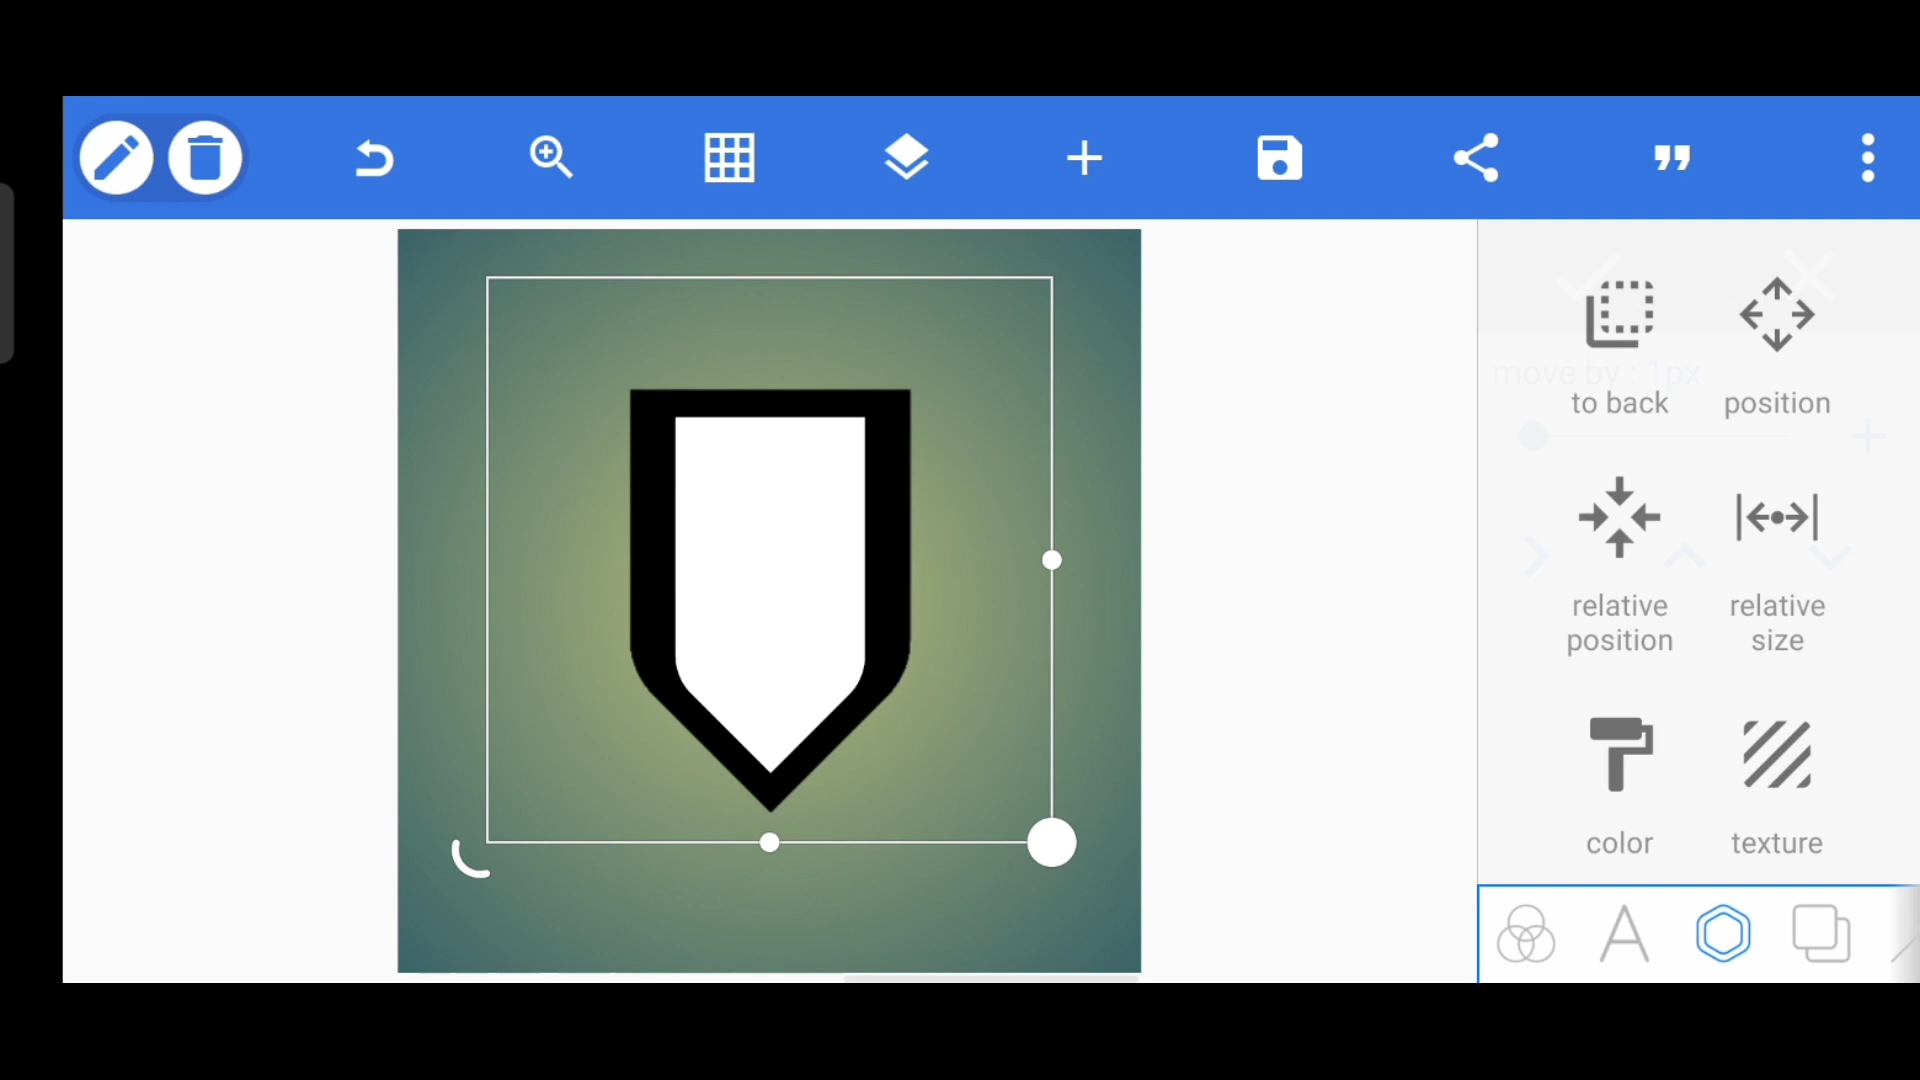 move by : 1px
to back
position
relative
position
relative
size
color
texture